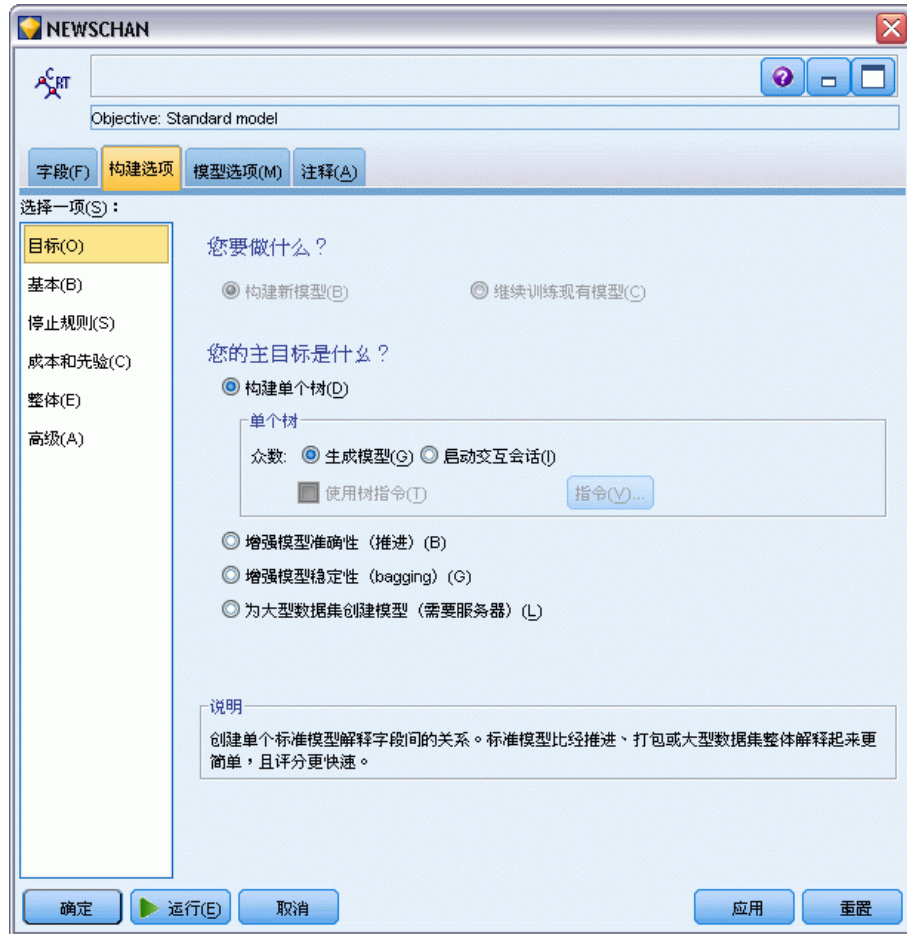 NEWSCHAN
CRT
Objective: Standard model
字段(F) 构建选项 模型选项(M) 注释(A)
选择一项(S)：
目标(O)
基本(B)
停止规则(S)
成本和先验(C)
整体(E)
高级(A)
您要做什么？
构建新模型(B) 继续训练现有模型(C)
您的主目标是什么？
构建单个树(D)
单个树
众数: 生成模型(G) 启动交互会话(I)
使用树指令(T) 指令(V)...
增强模型准确性（推进）(B)
增强模型稳定性（bagging）(G)
为大型数据集创建模型（需要服务器）(L)
说明
创建单个标准模型解释字段间的关系。标准模型比经推进、打包或大型数据集整体解释起来更
简单，且评分更快速。
确定 运行(E) 取消 应用 重置